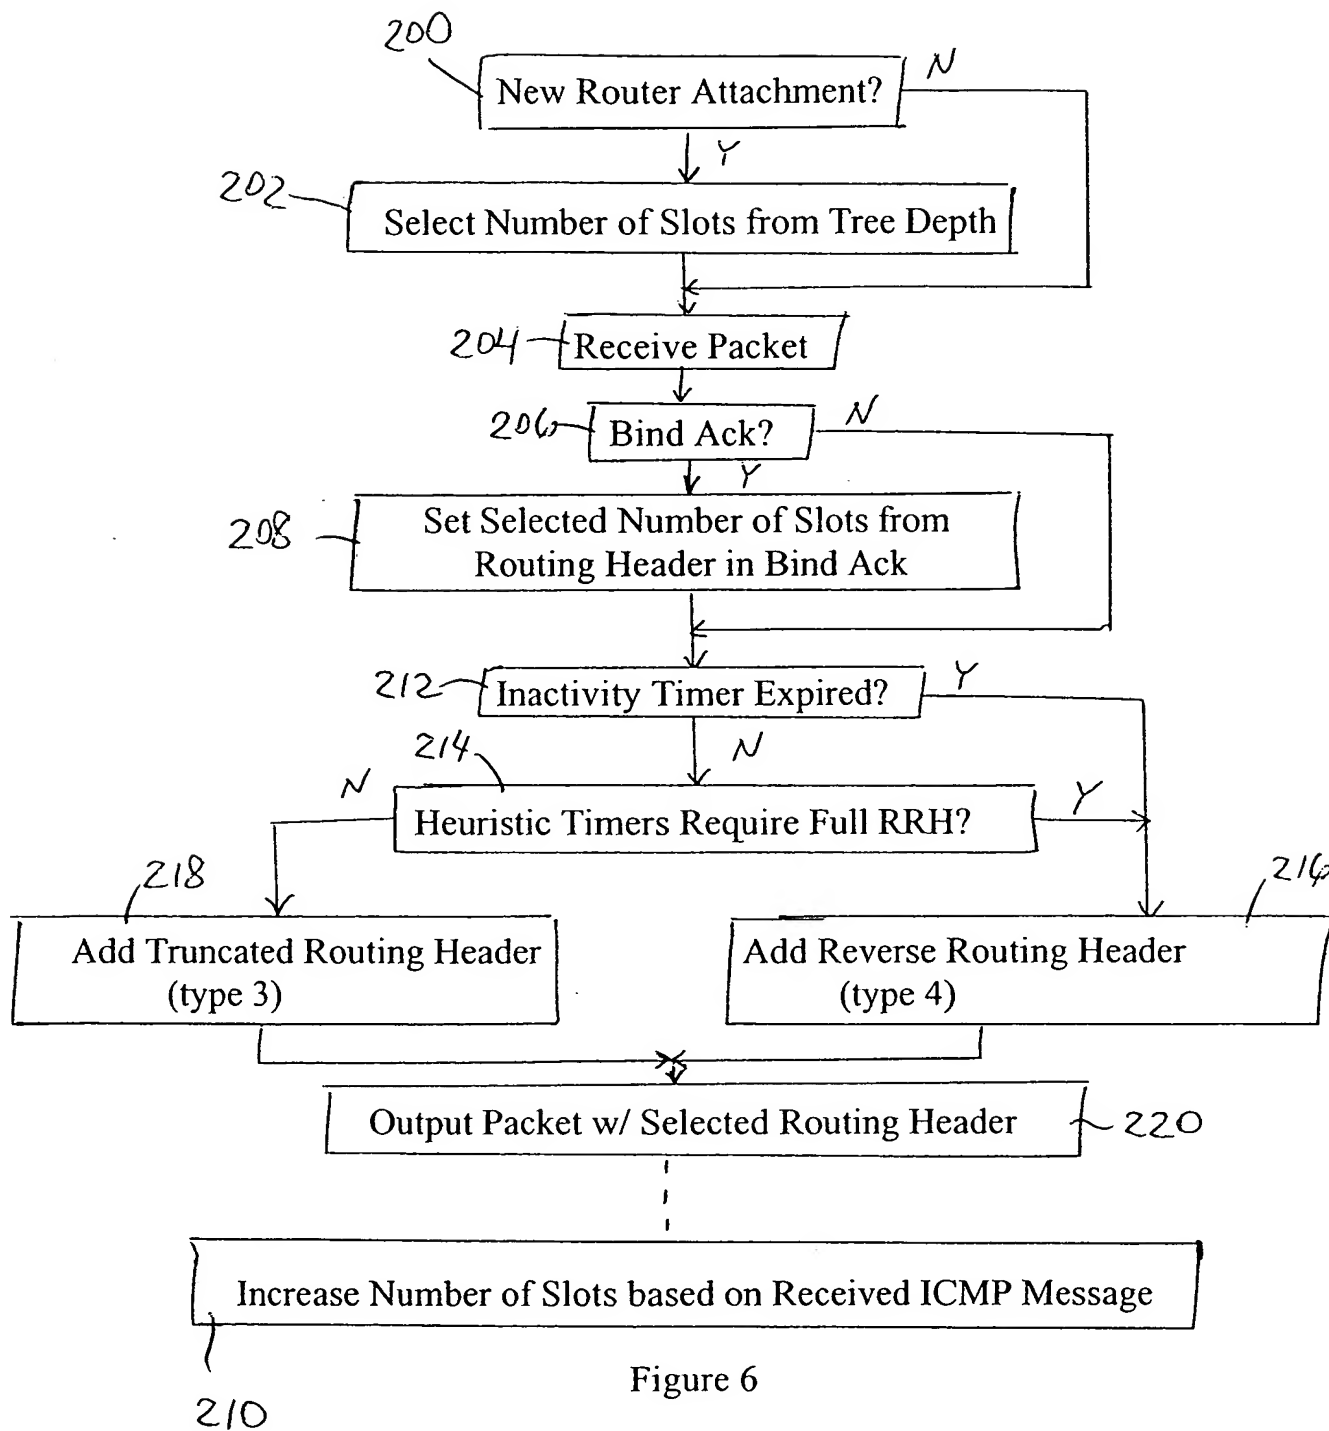 200
New Router Attachment?
N
Y
202
Select Number of Slots from Tree Depth
204
Receive Packet
206
Bind Ack?
N
Y
208
Set Selected Number of Slots from
Routing Header in Bind Ack
212
Inactivity Timer Expired?
Y
N
214
N
Heuristic Timers Require Full RRH?
Y
218
216
Add Truncated Routing Header
(type 3)
Add Reverse Routing Header
(type 4)
Output Packet w/ Selected Routing Header
220
Increase Number of Slots based on Received ICMP Message
210
Figure 6